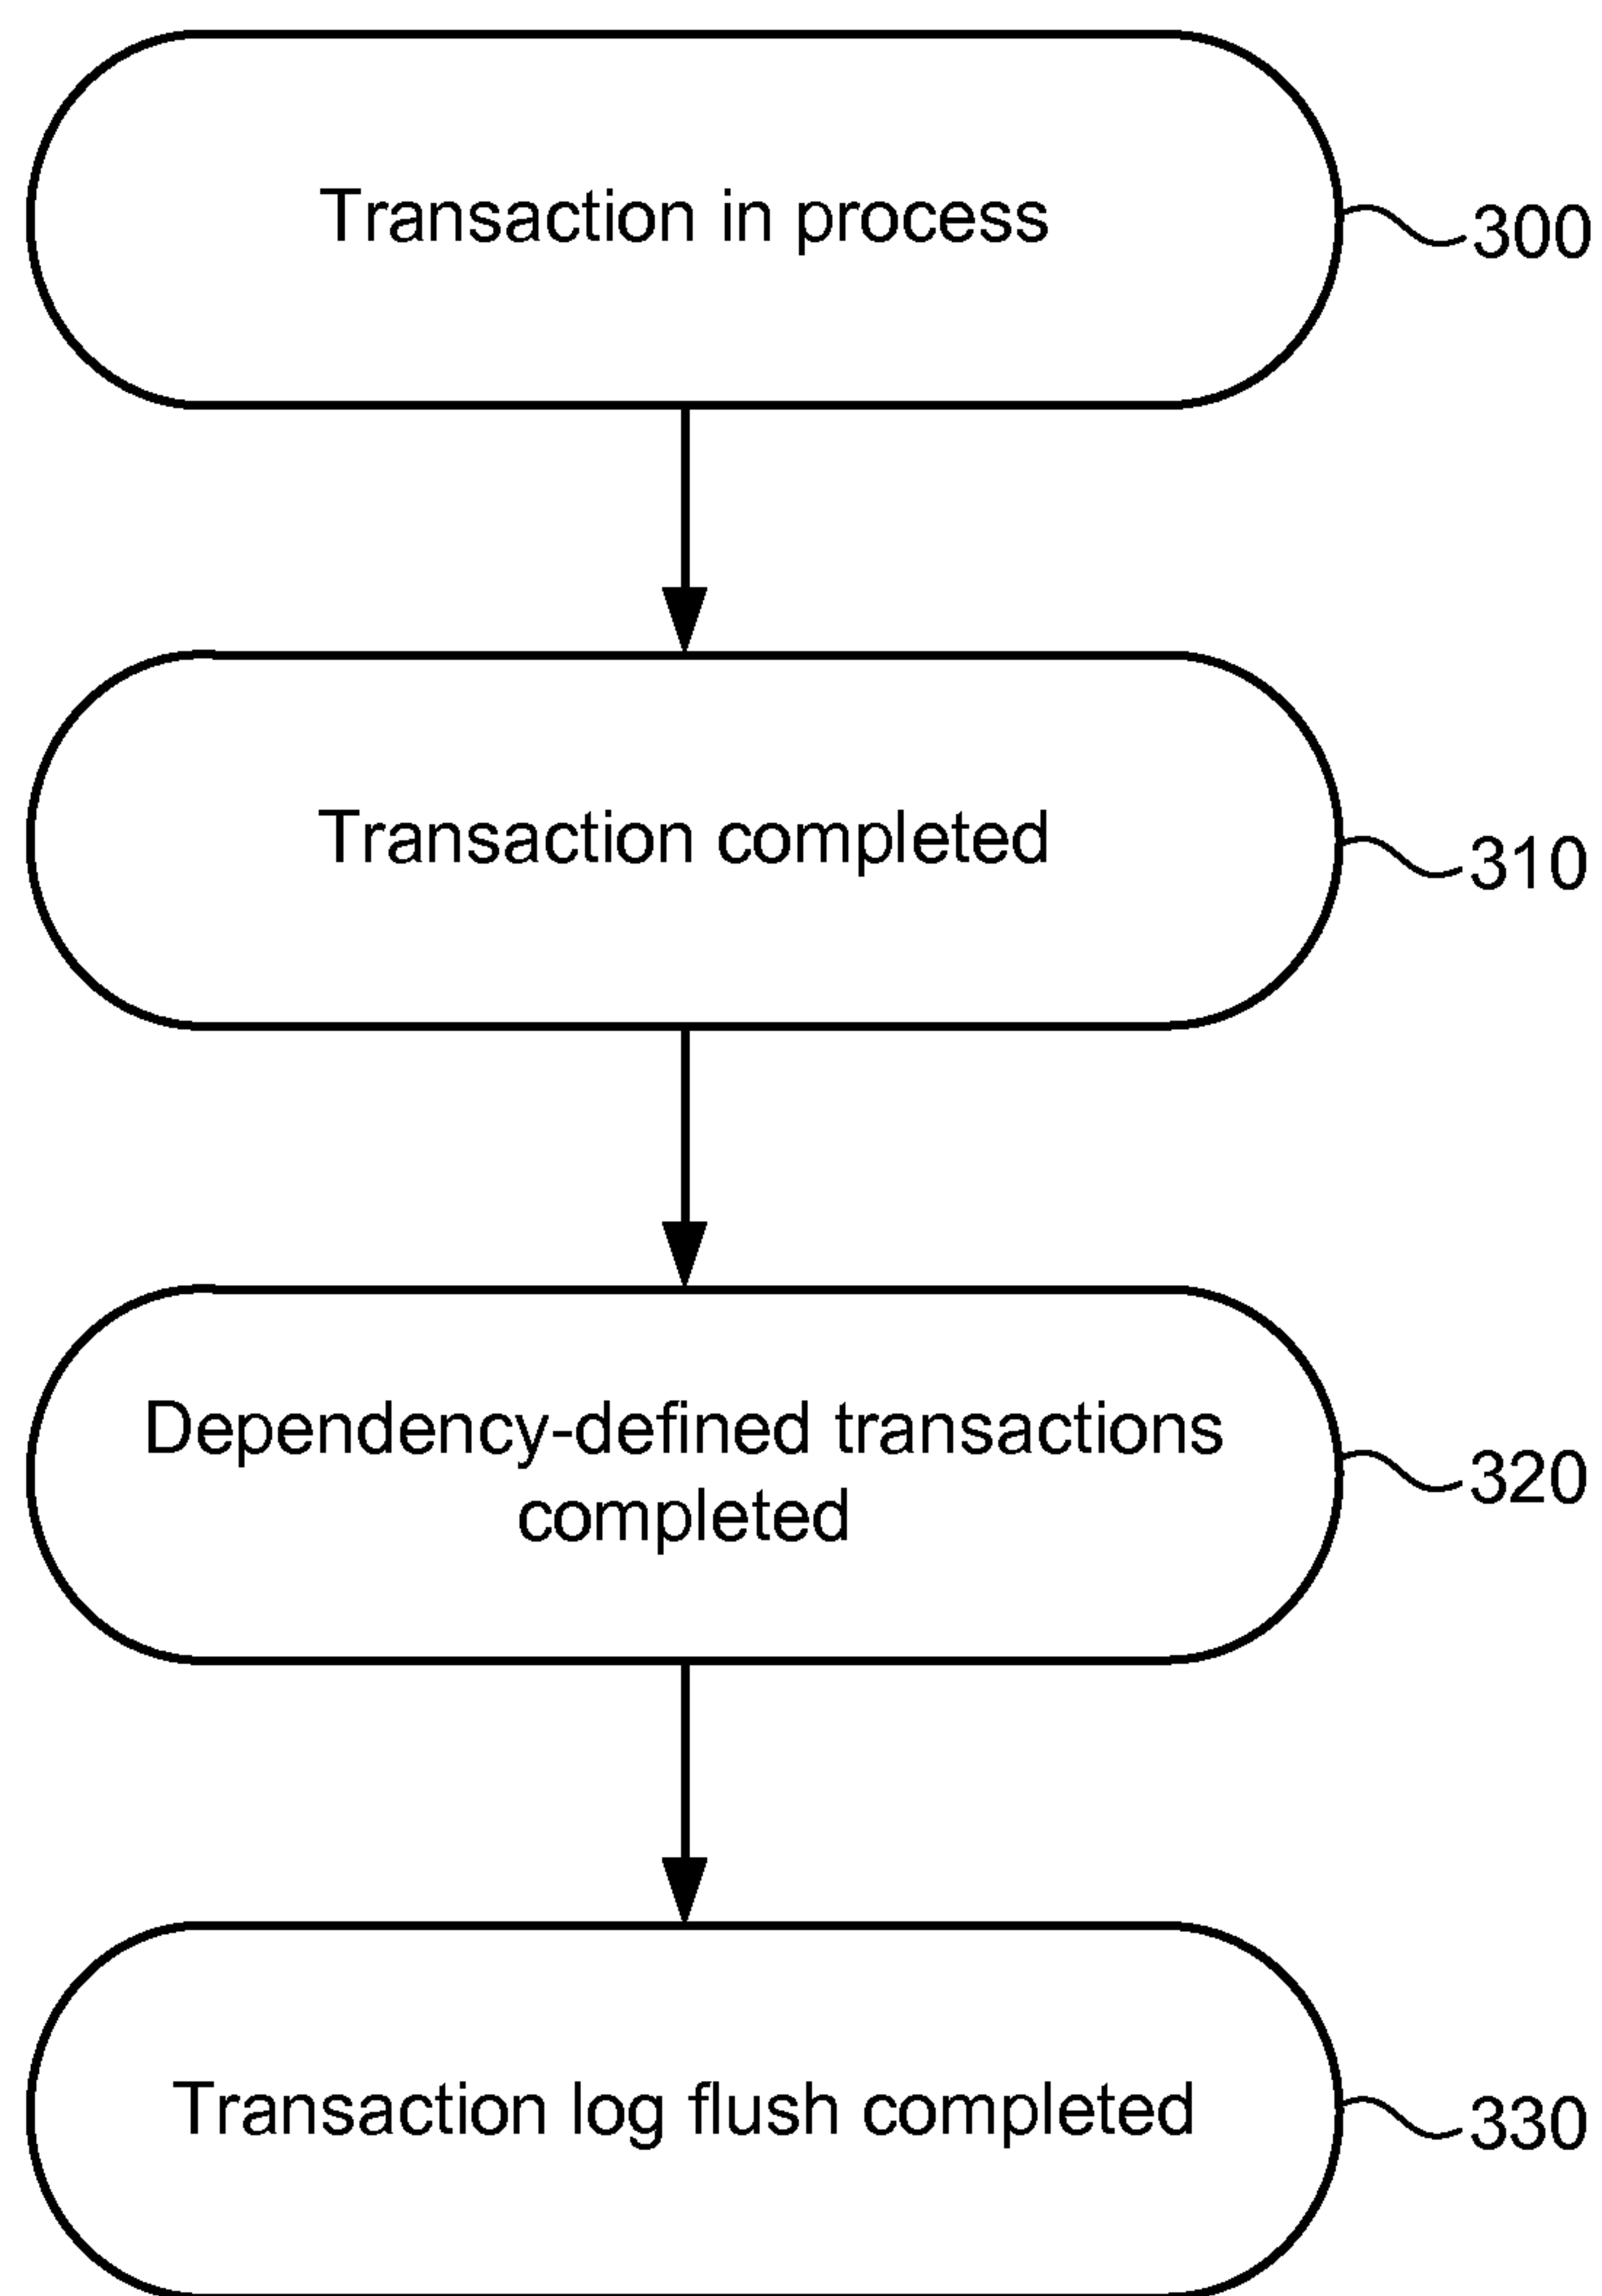 Transaction in process
300
Transaction completed
310
Dependency-defined transactions
completed
320
Transaction log flush completed
330